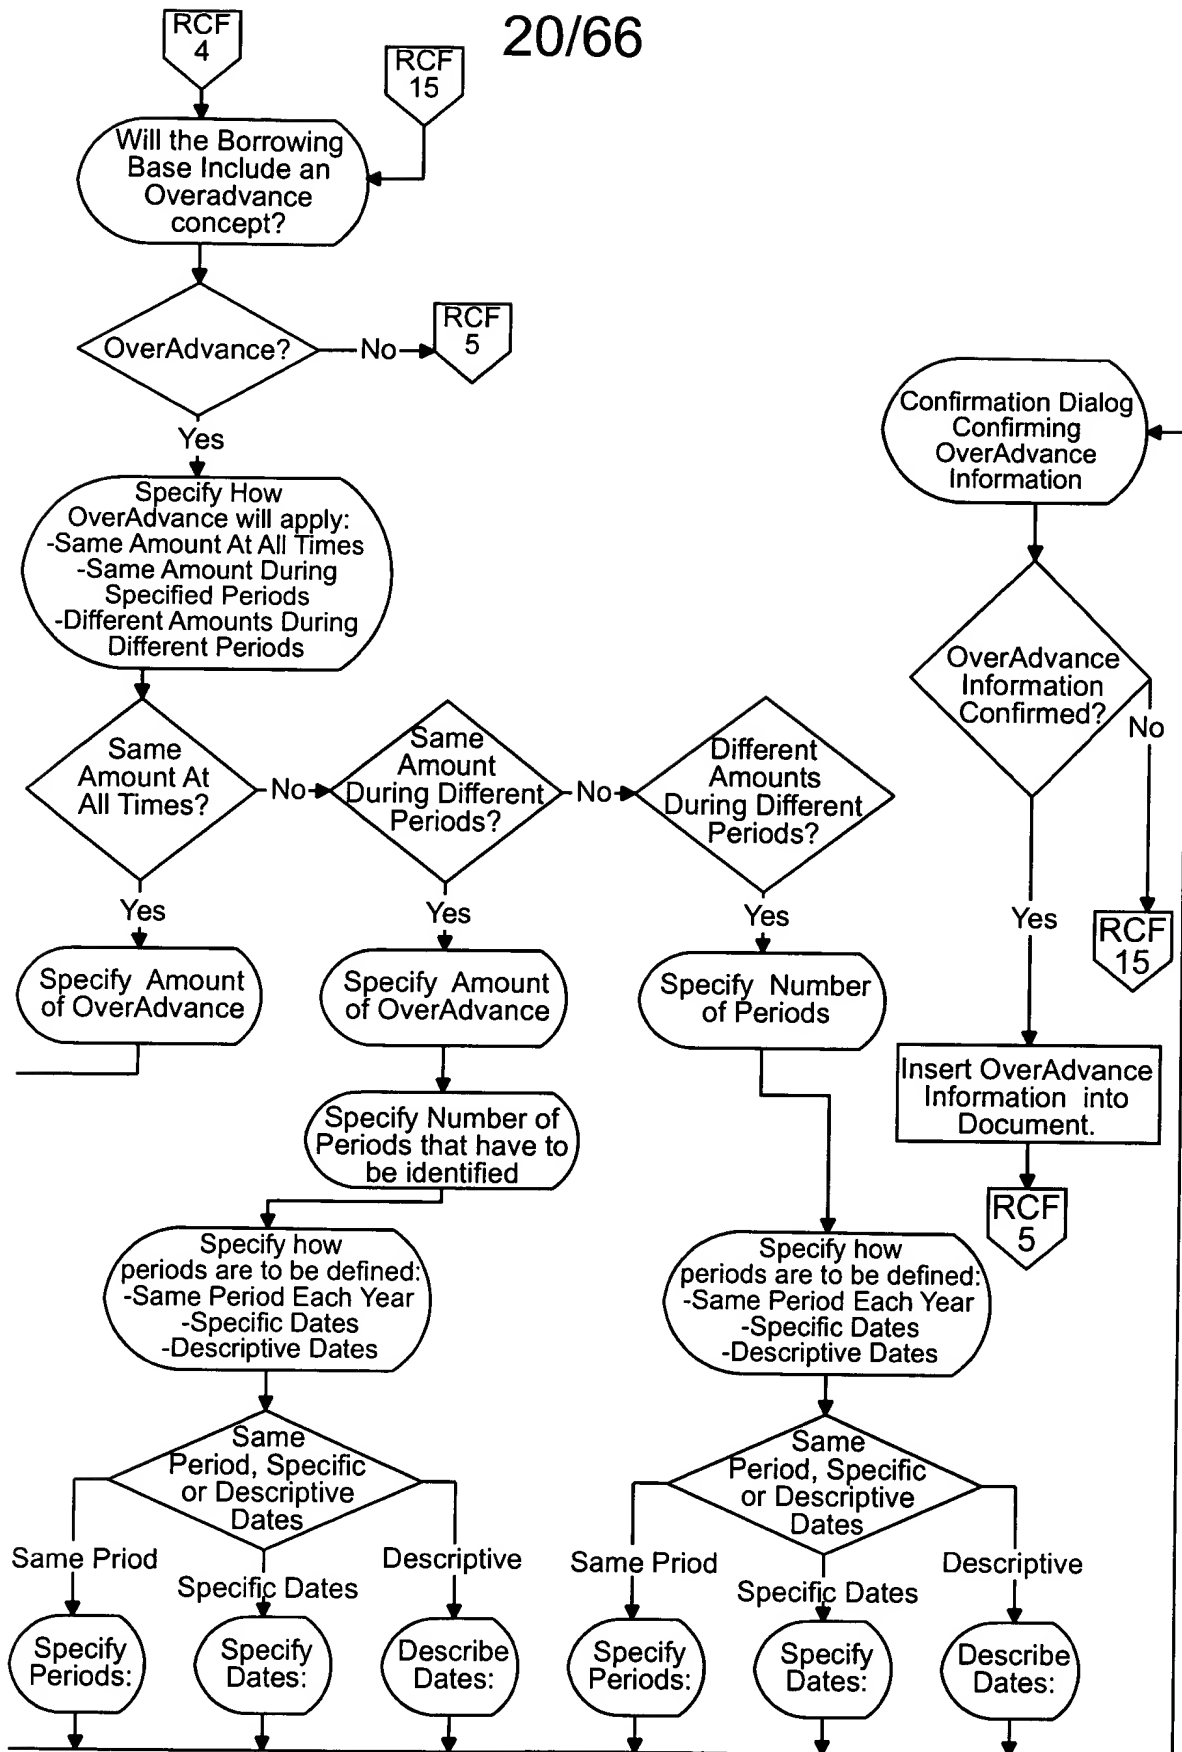 20/66
RCF
4
RCF
15
Will the Borrowing
Base Include an
Overadvance
concept?
OverAdvance?
No
RCF
5
Yes
Specify How
OverAdvance will apply:
-Same Amount At All Times
-Same Amount During
Specified Periods
-Different Amounts During
Different Periods
Same
Amount At
All Times?
No
Same
Amount
During Different
Periods?
No
Different
Amounts
During Different
Periods?
Yes
Yes
Yes
Specify Amount
of OverAdvance
Specify Amount
of OverAdvance
Specify Number
of Periods
Specify Number of
Periods that have to
be identified
Specify how
periods are to be defined:
-Same Period Each Year
-Specific Dates
-Descriptive Dates
Specify how
periods are to be defined:
-Same Period Each Year
-Specific Dates
-Descriptive Dates
Same
Period, Specific
or Descriptive
Dates
Same
Period, Specific
or Descriptive
Dates
Same Priod
Specific Dates
Descriptive
Same Priod
Specific Dates
Descriptive
Specify
Periods:
Specify
Dates:
Describe
Dates:
Specify
Periods:
Specify
Dates:
Describe
Dates:
Confirmation Dialog
Confirming
OverAdvance
Information
OverAdvance
Information
Confirmed?
No
Yes
RCF
15
Insert OverAdvance
Information into
Document.
RCF
5